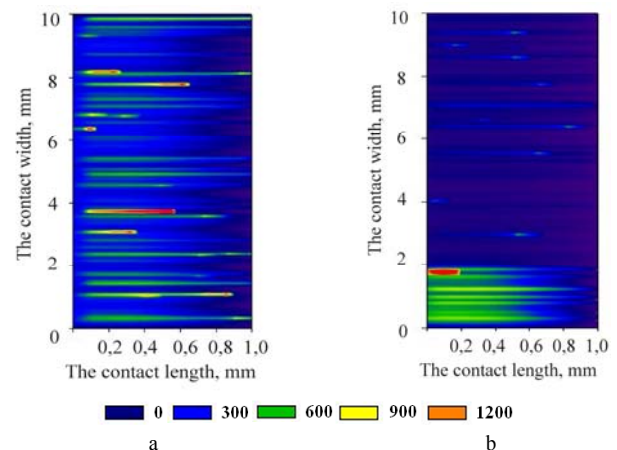 10
8
6
4
2
0
The contact width, mm
0,2 0,4 0,6 0,8 1,0
The contact length, mm
10
8
6
4
2
0
The contact width, mm
0,2 0,4 0,6 0,8 1,0
The contact length, mm
0 300 600 900 1200
a b